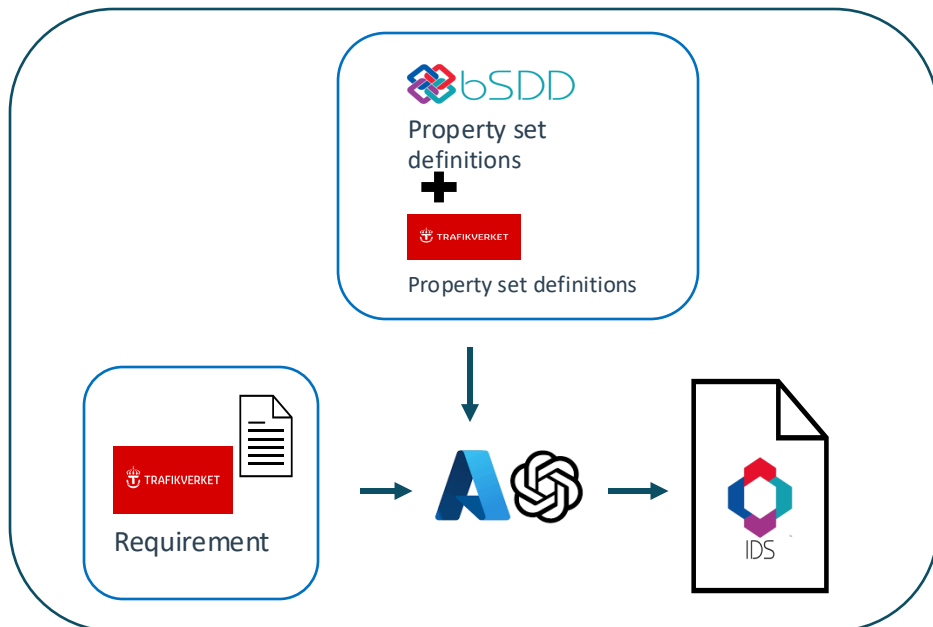 bSDD
Property set
definitions
TRAFIKVERKET
Property set definitions
TRAFIKVERKET
Requirement
IDS